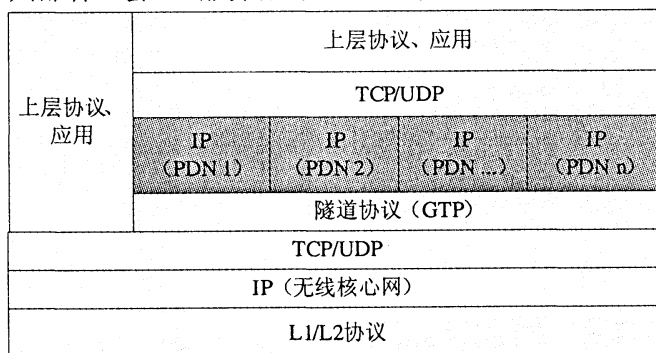 上层协议、应用
TCP/UDP
上层协议、
应用
IP
(PDN 1)
IP
(PDN 2)
IP
(PDN ...)
IP
(PDN n)
隧道协议（GTP）
TCP/UDP
IP（无线核心网）
L1/L2协议